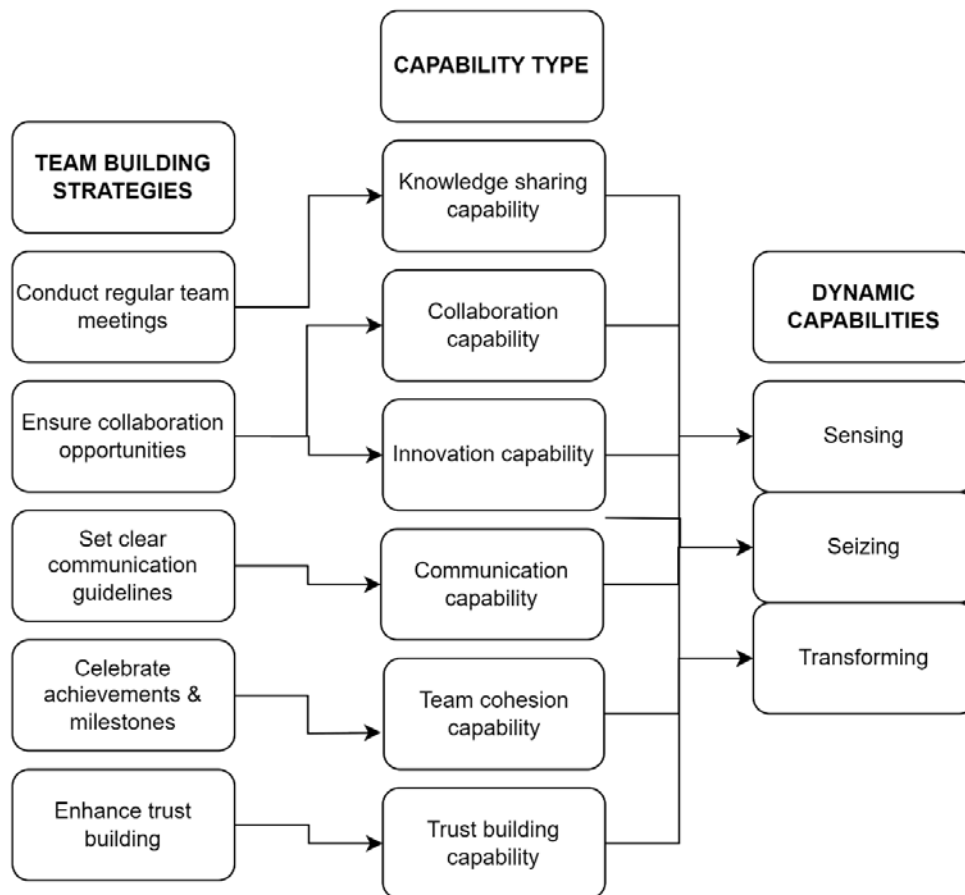 CAPABILITY TYPE
TEAM BUILDING
STRATEGIES
Conduct regular team
meetings
Ensure collaboration
opportunities
Set clear
communication
guidelines
Celebrate
achievements &
milestones
Enhance trust
building
Knowledge sharing
capability
Collaboration
capability
Innovation capability
Communication
capability
Team cohesion
capability
Trust building
capability
DYNAMIC
CAPABILITIES
Sensing
Seizing
Transforming